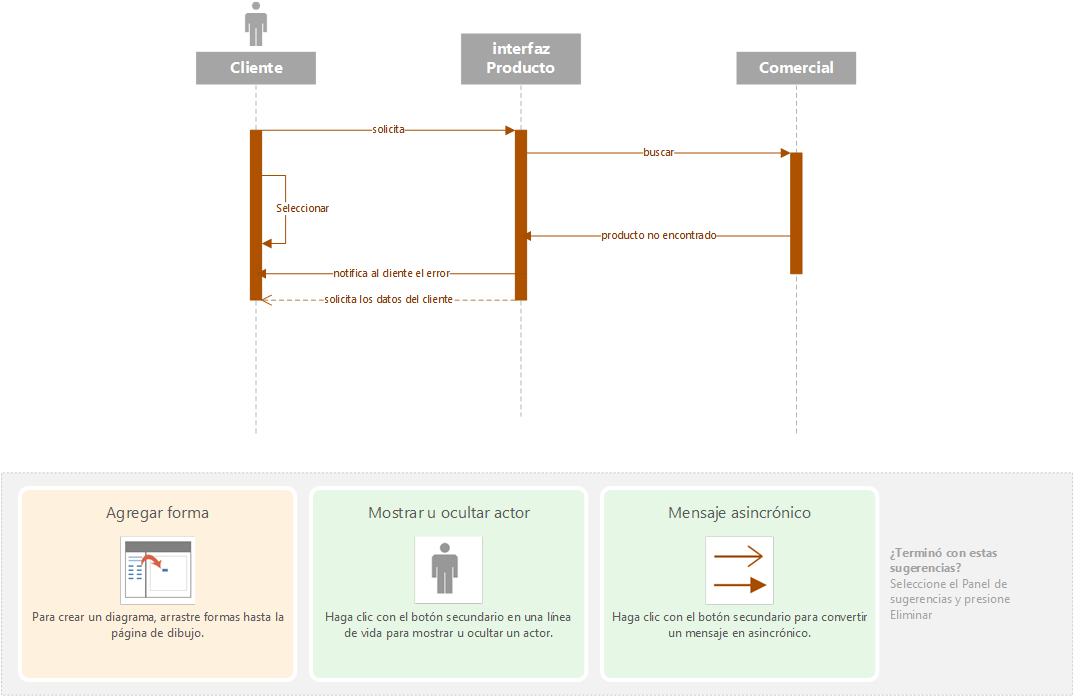 Cliente
interfaz
Producto
Comercial
solicita
buscar
Seleccionar
producto no encontrado
notifica al cliente el error
solicita los datos del cliente
Agregar forma
Para crear un diagrama, arrastre formas hasta la
página de dibujo.
Mostrar u ocultar actor
Haga clic con el botón secundario en una línea
de vida para mostrar u ocultar un actor.
Mensaje asincrónico
Haga clic con el botón secundario para convertir
un mensaje en asincrónico.
¿Terminó con estas
sugerencias?
Seleccione el Panel de
sugerencias y presione
Eliminar